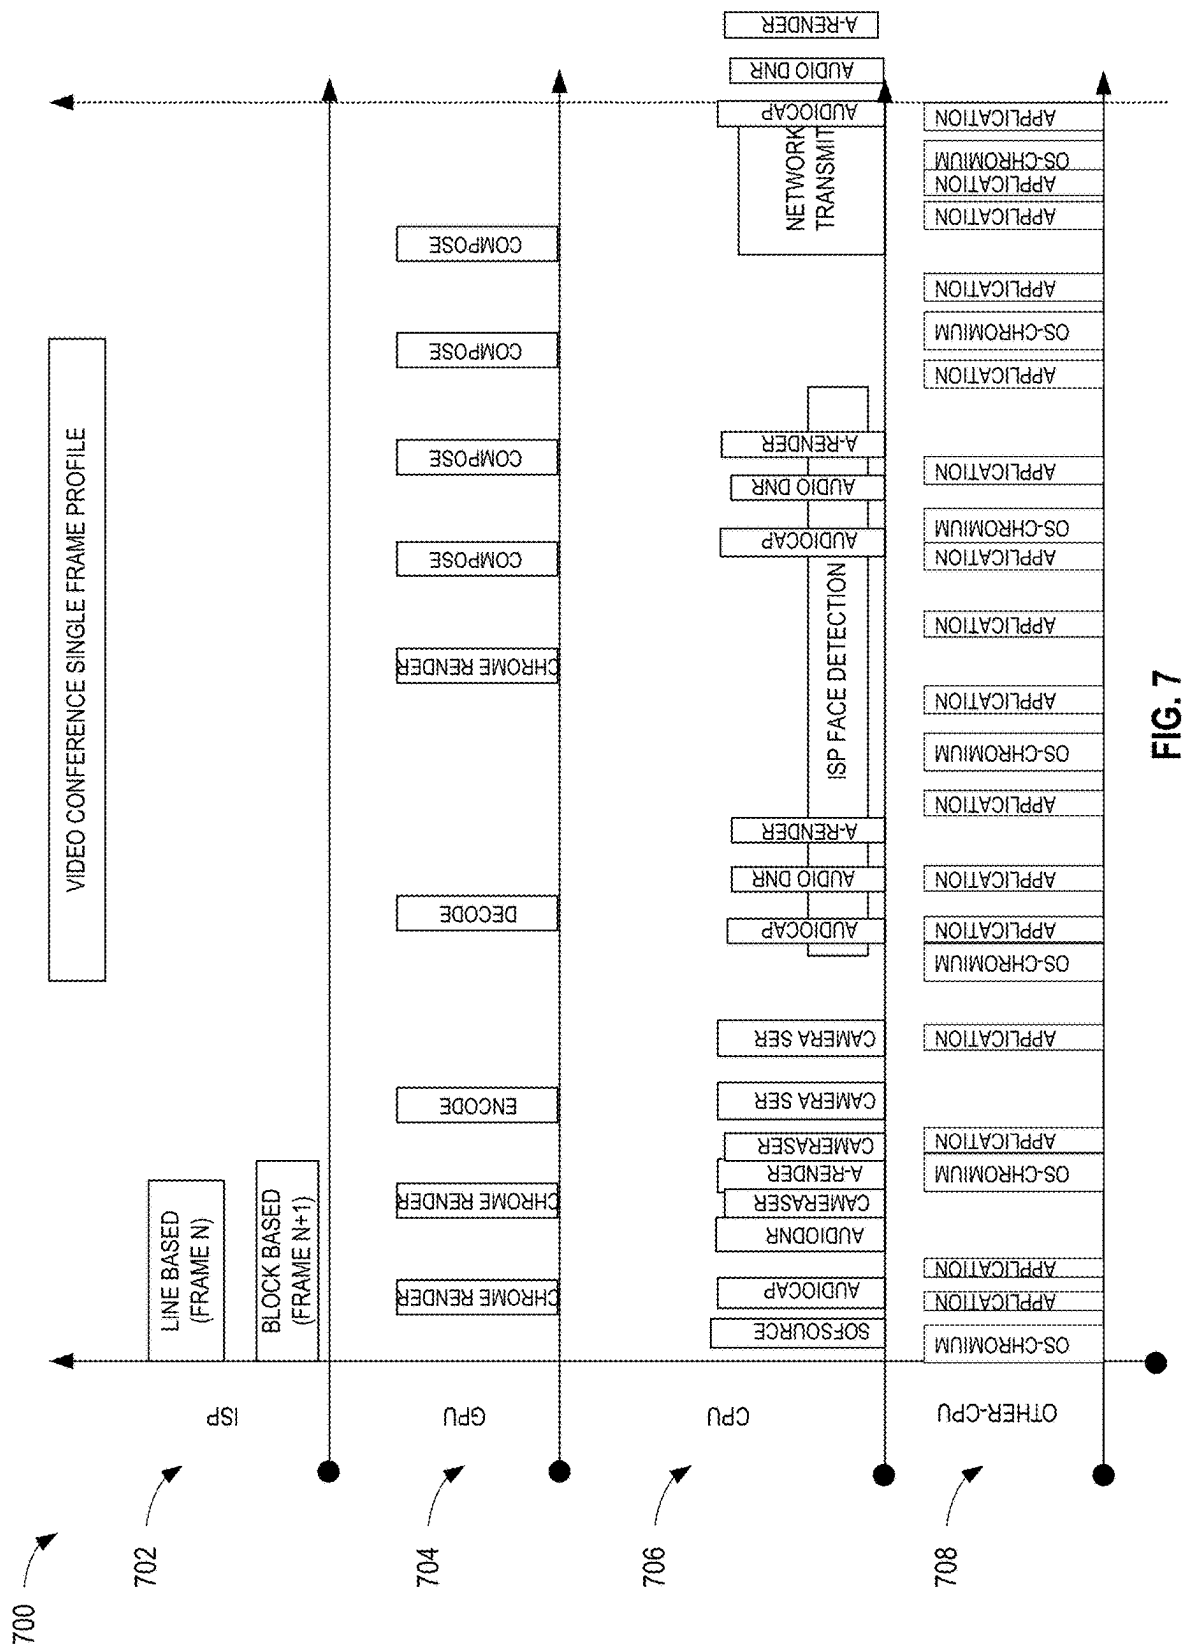 700
VIDEO CONFERENCE SINGLE FRAME PROFILE
702
ISP
LINE BASED
(FRAME N)
BLOCK BASED
(FRAME N+1)
704
GPU
CHROME RENDER
CHROME RENDER
ENCODE
DECODE
CHROME RENDER
COMPOSE
COMPOSE
COMPOSE
COMPOSE
706
CPU
SOFSOURCE
AUDIOCAP
AUDIODNR
CAMERASER
A-RENDER
CAMERASER
CAMERA SER
CAMERA SER
AUDIOCAP
AUDIO DNR
A-RENDER
ISP FACE DETECTION
AUDIOCAP
AUDIO DNR
A-RENDER
NETWORK
TRANSMIT
AUDIOCAP
AUDIO DNR
A-RENDER
708
OTHER-CPU
OS-CHROMIUM
APPLICATION
APPLICATION
OS-CHROMIUM
APPLICATION
APPLICATION
OS-CHROMIUM
APPLICATION
APPLICATION
APPLICATION
OS-CHROMIUM
APPLICATION
APPLICATION
APPLICATION
OS-CHROMIUM
APPLICATION
APPLICATION
OS-CHROMIUM
APPLICATION
APPLICATION
APPLICATION
OS-CHROMIUM
APPLICATION
FIG. 7